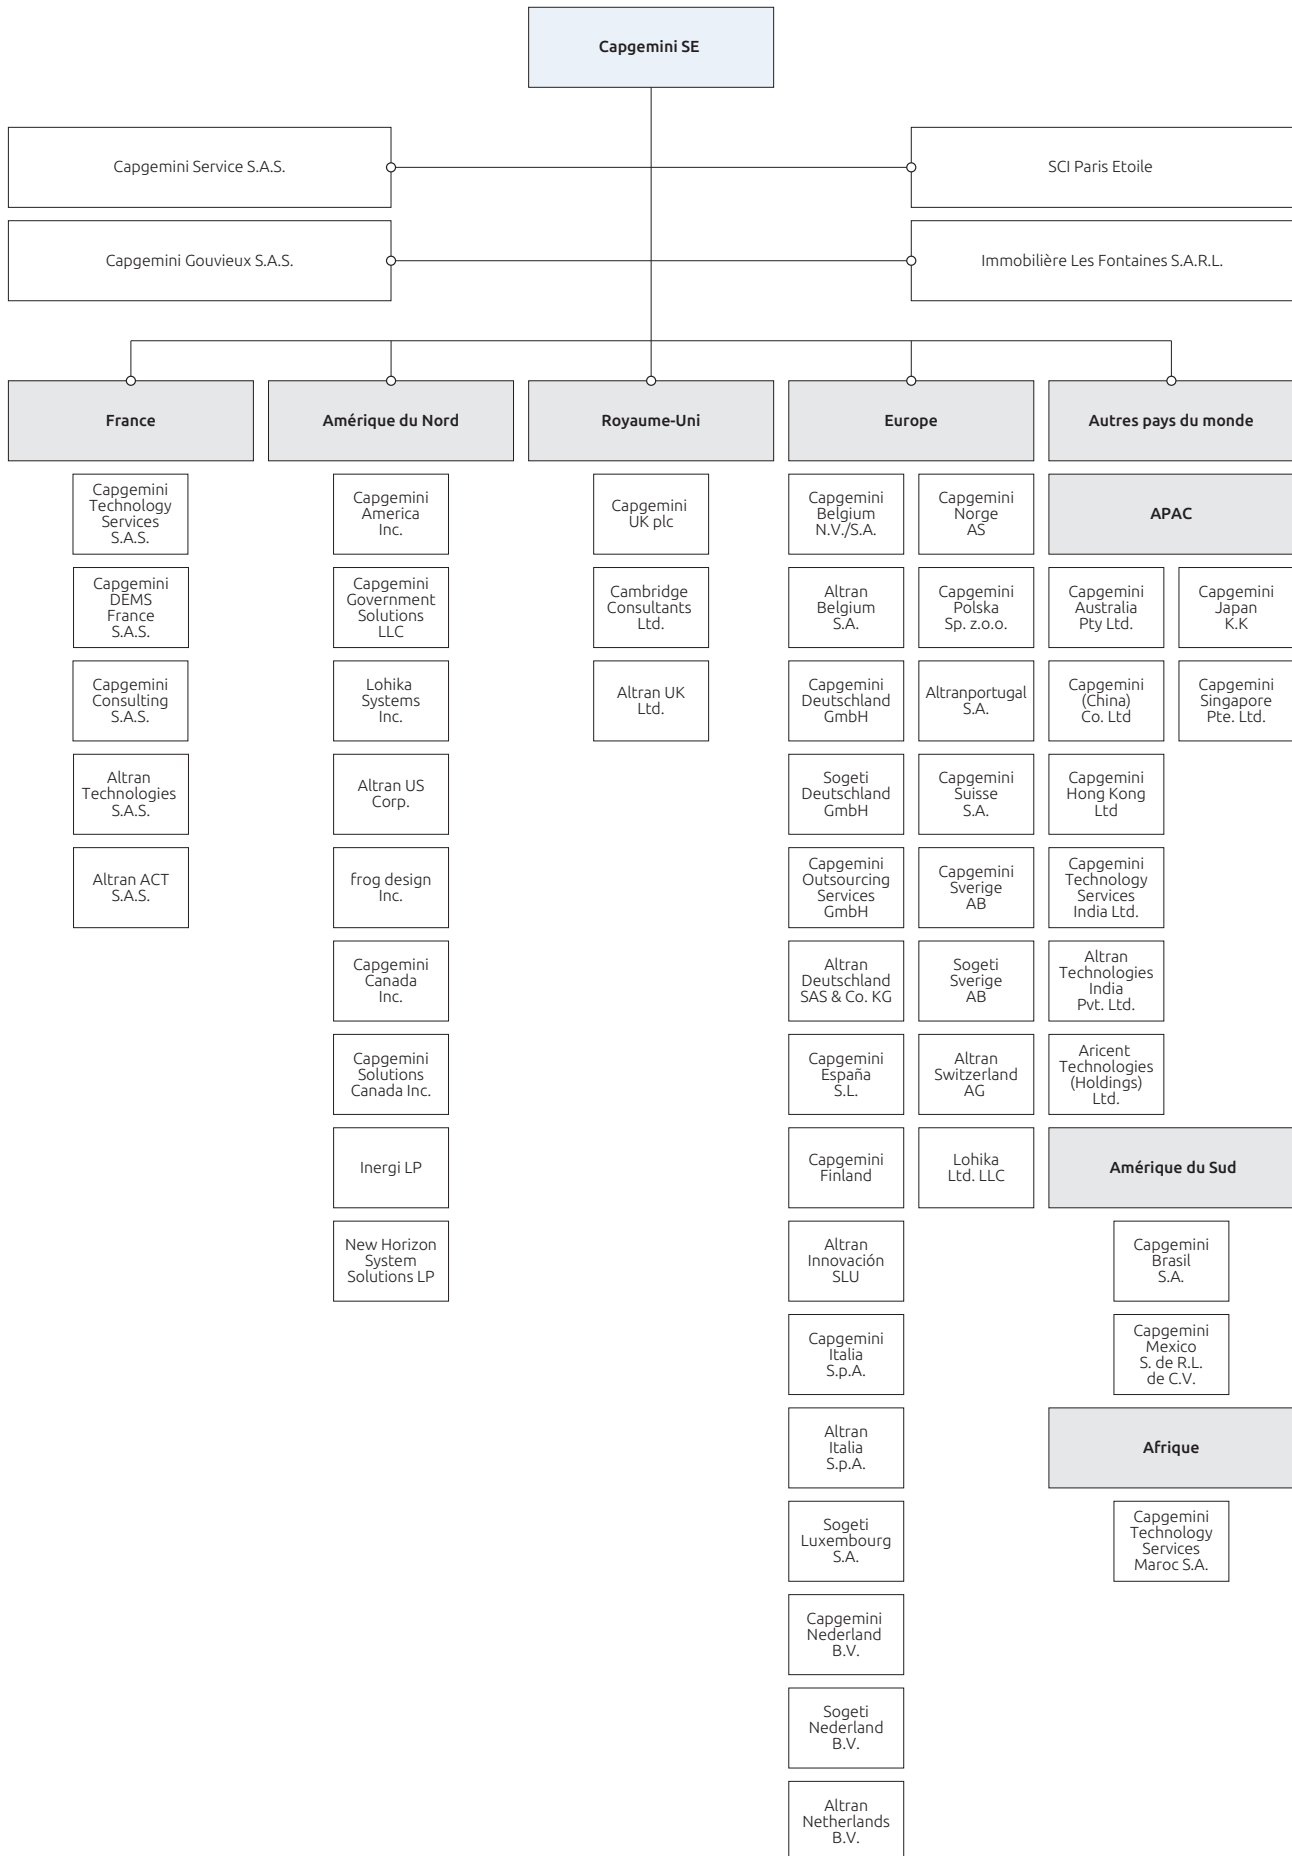 Capgemini SE
Capgemini Service S.A.S.
SCI Paris Etoile
Capgemini Gouvieux S.A.S.
Immobilière Les Fontaines S.A.R.L.
France
Capgemini
Technology
Services
S.A.S.
Capgemini
DEMS
France
S.A.S.
Capgemini
Consulting
S.A.S.
Altran
Technologies
S.A.S.
Altran ACT
S.A.S.
Amérique du Nord
Capgemini
America
Inc.
Capgemini
Government
Solutions
LLC
Lohika
Systems
Inc.
Altran US
Corp.
frog design
Inc.
Capgemini
Canada
Inc.
Capgemini
Solutions
Canada Inc.
Inergi LP
New Horizon
System
Solutions LP
Royaume-Uni
Capgemini
UK plc
Cambridge
Consultants
Ltd.
Altran UK
Ltd.
Europe
Capgemini
Belgium
N.V./S.A.
Altran
Belgium
S.A.
Capgemini
Deutschland
GmbH
Sogeti
Deutschland
GmbH
Capgemini
Outsourcing
Services
GmbH
Altran
Deutschland
SAS & Co. KG
Capgemini
España
S.L.
Capgemini
Finland
Altran
Innovación
SLU
Capgemini
Italia
S.p.A.
Altran
Italia
S.p.A.
Sogeti
Luxembourg
S.A.
Capgemini
Nederland
B.V.
Sogeti
Nederland
B.V.
Altran
Netherlands
B.V.
Capgemini
Norge
AS
Capgemini
Polska
Sp. z.o.o.
Altranportugal
S.A.
Capgemini
Suisse
S.A.
Capgemini
Sverige
AB
Sogeti
Sverige
AB
Altran
Switzerland
AG
Lohika
Ltd. LLC
Autres pays du monde
APAC
Capgemini
Australia
Pty Ltd.
Capgemini
(China)
Co. Ltd
Capgemini
Hong Kong
Ltd
Capgemini
Technology
Services
India Ltd.
Altran
Technologies
India
Pvt. Ltd.
Aricent
Technologies
(Holdings)
Ltd.
Capgemini
Japan
K.K
Capgemini
Singapore
Pte. Ltd.
Amérique du Sud
Capgemini
Brasil
S.A.
Capgemini
Mexico
S. de R.L.
de C.V.
Afrique
Capgemini
Technology
Services
Maroc S.A.